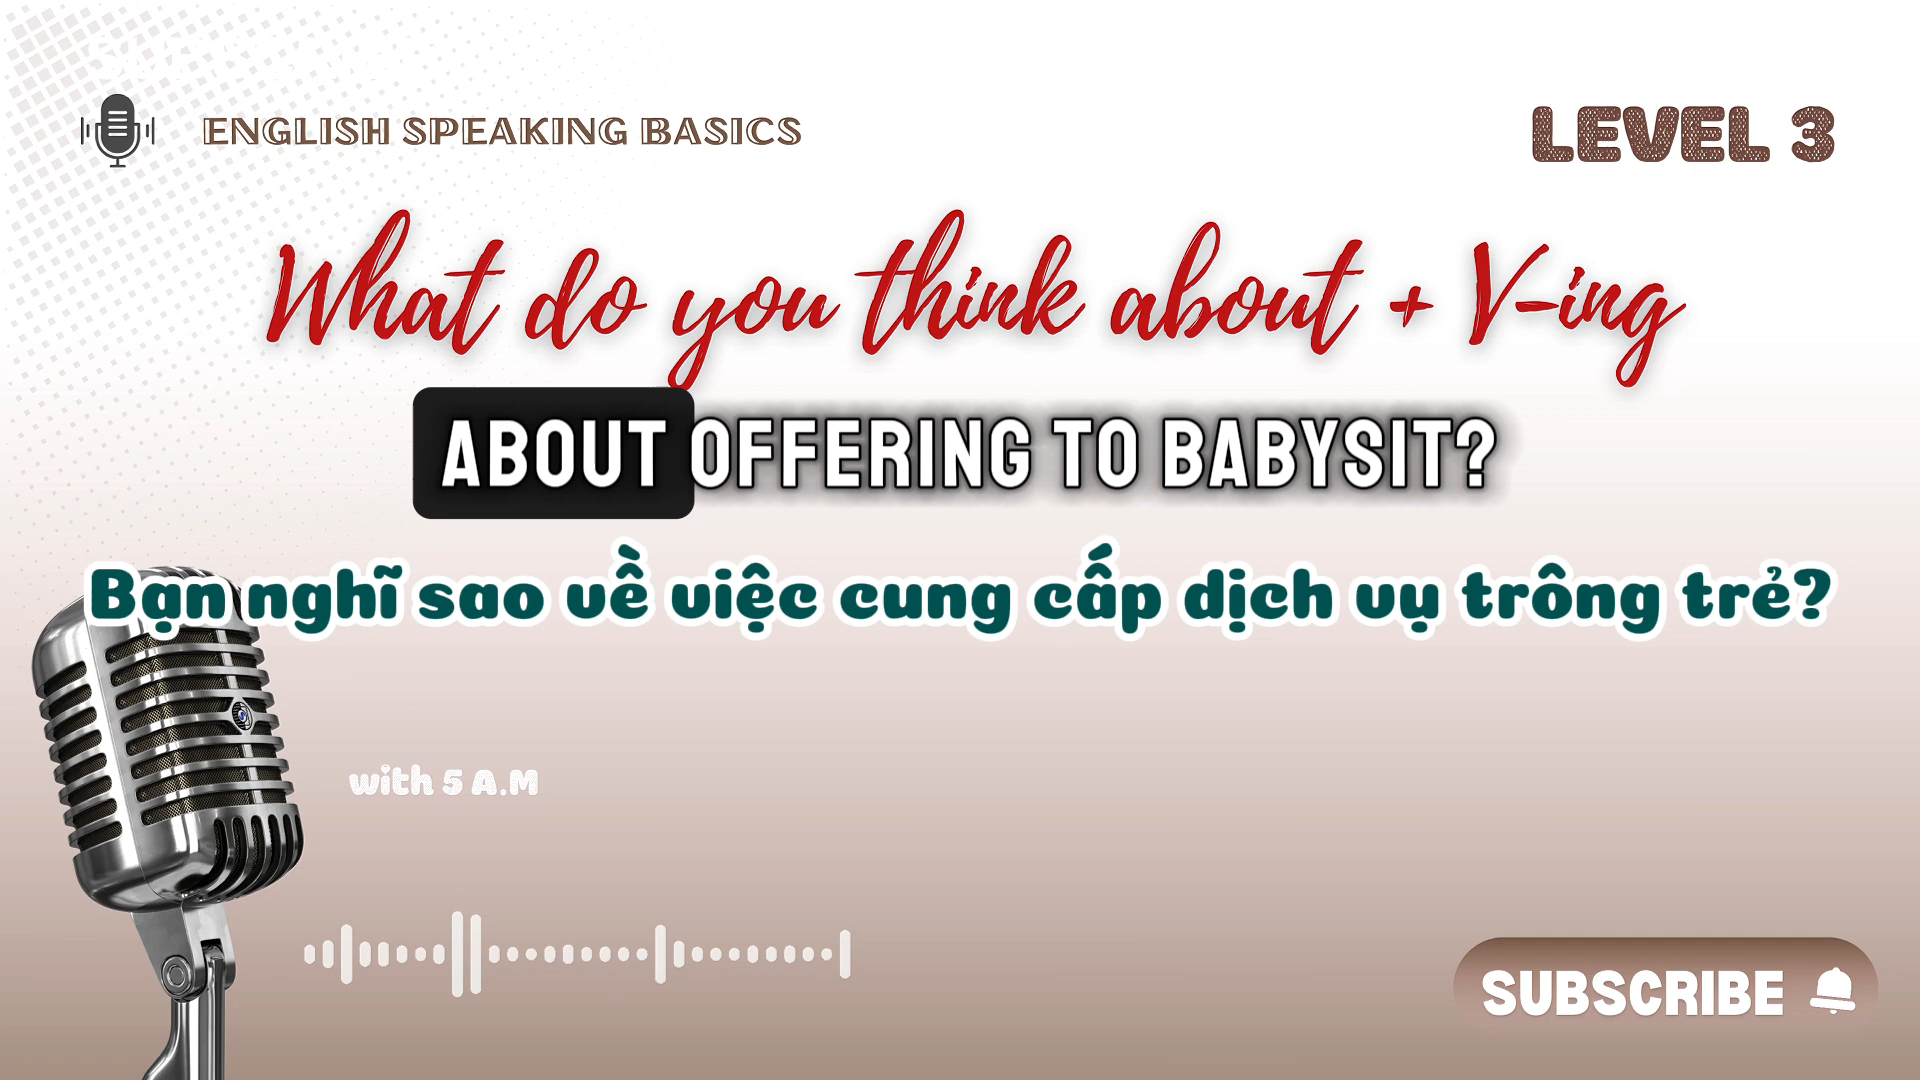 ENGLISH SPEAKING BASICS
LEVEL 3
What do you think about + V-ing
ABOUT OFFERING TO BABYSIT?
Bạn nghĩ sao về việc cung cấp dịch vụ trông trẻ?
with 5 A.M
SUBSCRIBE